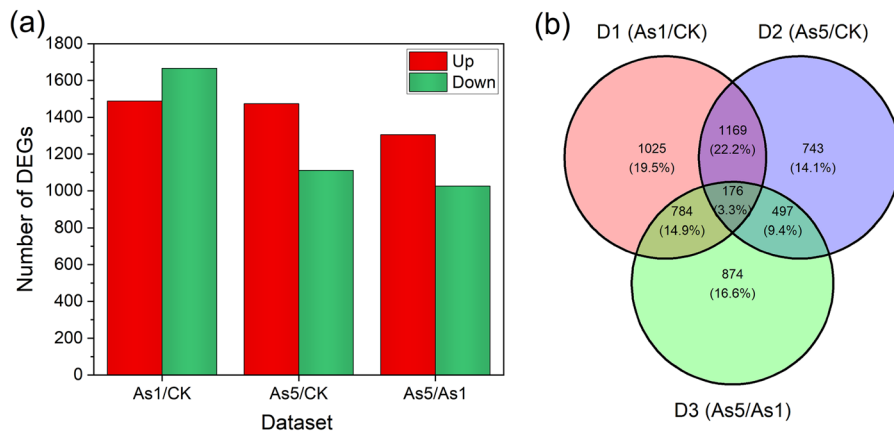 (a)
1800
1600
1400
1200
1000
800
600
400
200
0
Number of DEGs
Up
Down
As1/CK
As5/CK
As5/As1
Dataset
(b)
D1 (As1/CK)
D2 (As5/CK)
1025
(19.5%)
1169
(22.2%)
743
(14.1%)
176
(3.3%)
784
(14.9%)
497
(9.4%)
874
(16.6%)
D3 (As5/As1)